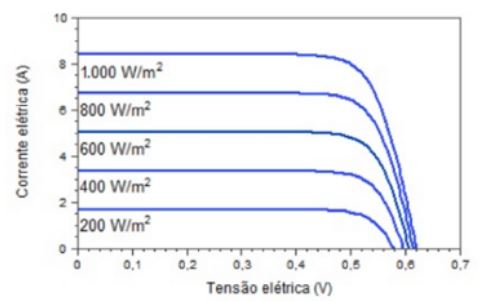 10
8
6
4
2
0
Corrente elétrica (A)
1.000 W/m²
800 W/m²
600 W/m²
400 W/m²
200 W/m²
0 0,1 0,2 0,3 0,4 0,5 0,6 0,7
Tensão elétrica (V)